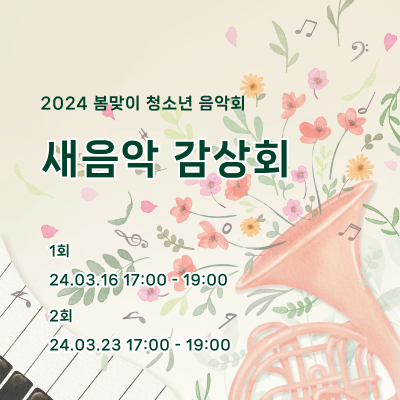 2024 봄맞이 청소년 음악회
새음악 감상회
1회
24.03.16 17:00 - 19:00
2회
24.03.23 17:00 - 19:00